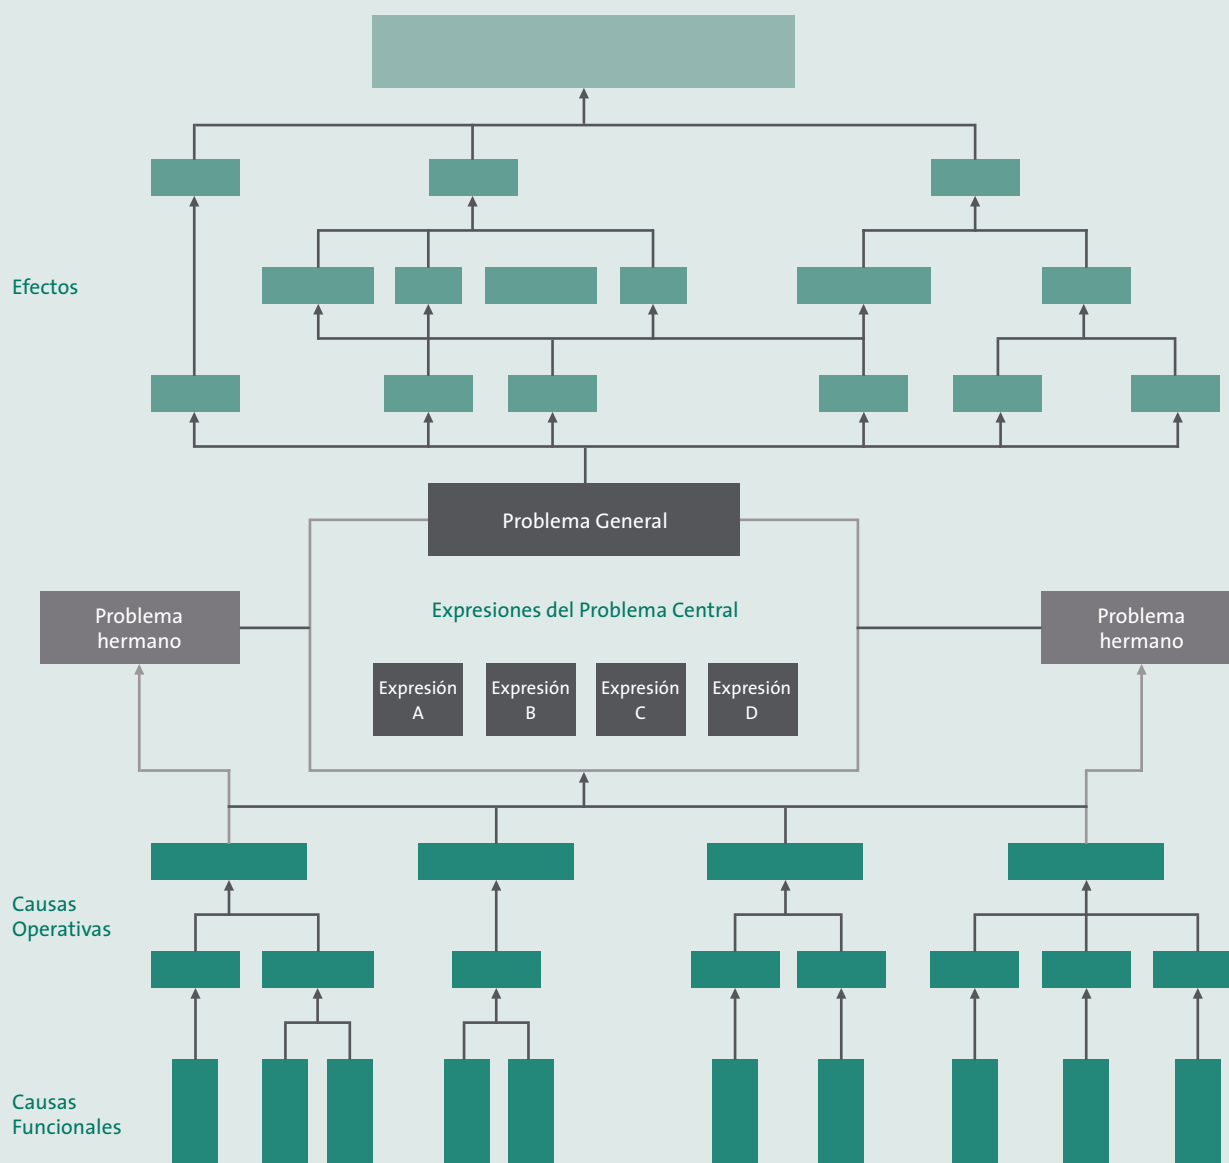 Efectos
Problema General
Expresiones del Problema Central
Problema
hermano
Problema
hermano
Expresión
A
Expresión
B
Expresión
C
Expresión
D
Causas
Operativas
Causas
Funcionales